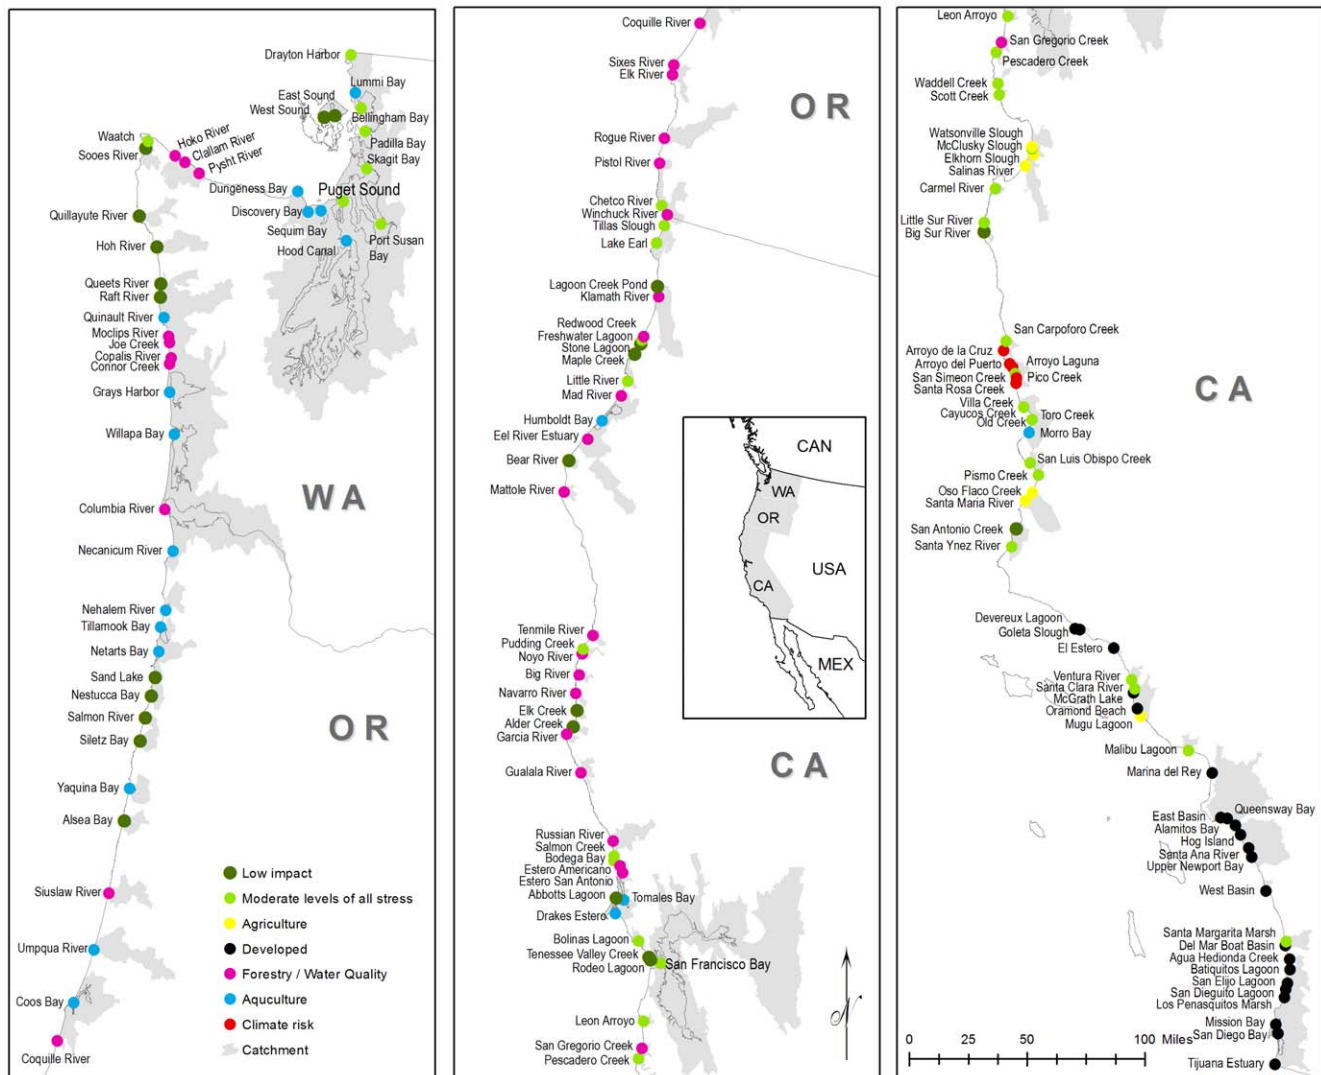 Drayton Harbor
Lummi Bay
East Sound
West Sound
Bellingham Bay
Padilla Bay
Skagit Bay
Waatch
Sooes River
Hoko River
Clallam River
Pysht River
Dungeness Bay
Puget Sound
Discovery Bay
Sequim Bay
Hood Canal
Port Susan
Bay
Quillayute River
Hoh River
Queets River
Raft River
Quinault River
Moclips River
Joe Creek
Copalis River
Connor Creek
Grays Harbor
Willapa Bay
WA
Columbia River
Necanicum River
Nehalem River
Tillamook Bay
Netarts Bay
Sand Lake
Nestucca Bay
Salmon River
Siletz Bay
OR
Yaquina Bay
Alsea Bay
Siuslaw River
Umpqua River
Coos Bay
Coquille River
Low impact
Moderate levels of all stress
Agriculture
Developed
Forestry / Water Quality
Aquculture
Climate risk
Catchment
Coquille River
Sixes River
Elk River
OR
Rogue River
Pistol River
Chetco River
Winchuck River
Tillas Slough
Lake Earl
Lagoon Creek Pond
Klamath River
Redwood Creek
Freshwater Lagoon
Stone Lagoon
Maple Creek
Little River
Mad River
Humboldt Bay
Eel River Estuary
Bear River
Mattole River
CAN
WA
OR
USA
CA
MEX
Tenmile River
Pudding Creek
Noyo River
Big River
Navarro River
Elk Creek
Alder Creek
Garcia River
CA
Gualala River
Russian River
Salmon Creek
Bodega Bay
Estero Americano
Estero San Antonio
Abbotts Lagoon
Tomales Bay
Drakes Estero
Bolinas Lagoon
Tenessee Valley Creek
Rodeo Lagoon
San Francisco Bay
Leon Arroyo
San Gregorio Creek
Pescadero Creek
N
Leon Arroyo
San Gregorio Creek
Pescadero Creek
Waddell Creek
Scott Creek
Watsonville Slough
McClusky Slough
Elkhorn Slough
Salinas River
Carmel River
Little Sur River
Big Sur River
San Carpoforo Creek
Arroyo de la Cruz
Arroyo Laguna
Arroyo del Puerto
San Simeon Creek
Pico Creek
Santa Rosa Creek
CA
Villa Creek
Cayucos Creek
Toro Creek
Old Creek
Morro Bay
San Luis Obispo Creek
Pismo Creek
Oso Flaco Creek
Santa Maria River
San Antonio Creek
Santa Ynez River
Devereux Lagoon
Goleta Slough
El Estero
Ventura River
Santa Clara River
McGrath Lake
Oramond Beach
Mugu Lagoon
Malibu Lagoon
Marina del Rey
East Basin
Queensway Bay
Alamitos Bay
Hog Island
Santa Ana River
Upper Newport Bay
West Basin
Santa Margarita Marsh
Del Mar Boat Basin
Agua Hedionda Creek
Batiquitos Lagoon
San Elijo Lagoon
San Dieguito Lagoon
Los Penasquitos Marsh
Mission Bay
San Diego Bay
Tijuana Estuary
Miles
0 25 50 100